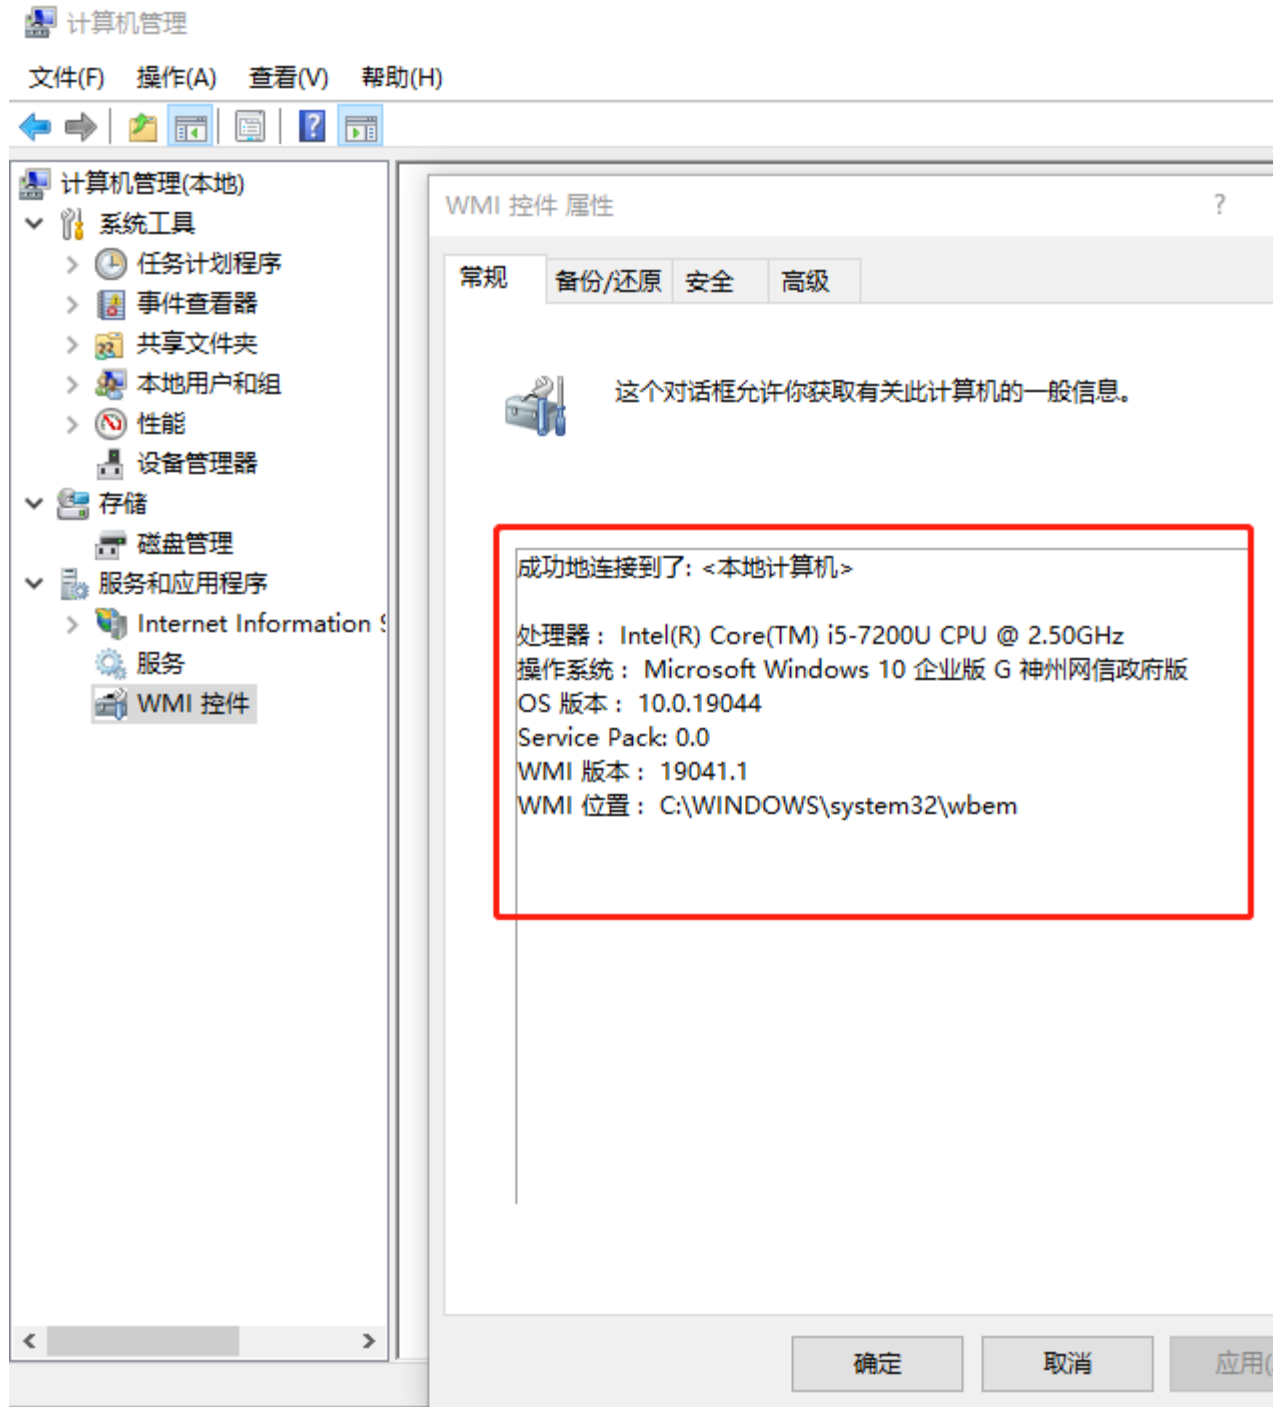 计算机管理
文件(F) 操作(A) 查看(V) 帮助(H)
计算机管理(本地)
系统工具
任务计划程序
事件查看器
共享文件夹
本地用户和组
性能
设备管理器
存储
磁盘管理
服务和应用程序
Internet Information
服务
WMI 控件
WMI 控件 属性
?
常规 备份/还原 安全 高级
这个对话框允许你获取有关此计算机的一般信息。
成功地连接到了: <本地计算机>
处理器： Intel(R) Core(TM) i5-7200U CPU @ 2.50GHz
操作系统： Microsoft Windows 10 企业版 G 神州网信政府版
OS 版本： 10.0.19044
Service Pack: 0.0
WMI 版本： 19041.1
WMI 位置： C:\WINDOWS\system32\wbem
确定 取消 应用(